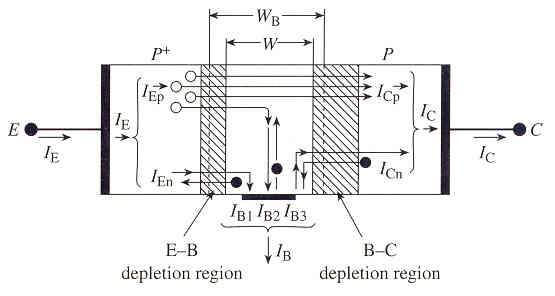 W_B
W
P⁺
P
I_Ep
I_Cp
E
I_E
I_E
I_C
I_C
C
I_En
I_Cn
I_B1 I_B2 I_B3
E–B
depletion region
I_B
B–C
depletion region